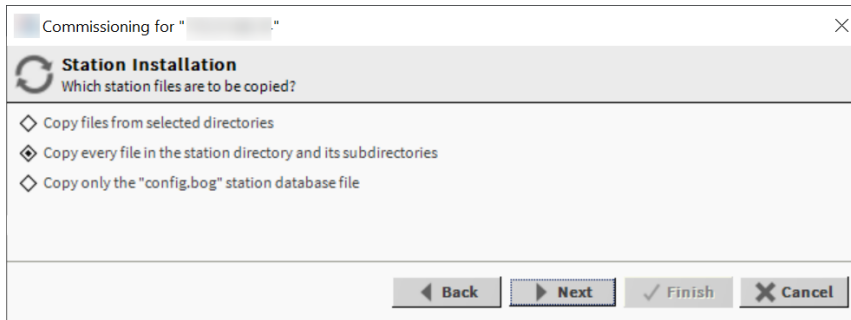 Commissioning for " "
Station Installation
Which station files are to be copied?
Copy files from selected directories
Copy every file in the station directory and its subdirectories
Copy only the "config.bog" station database file
Back
Next
Finish
Cancel